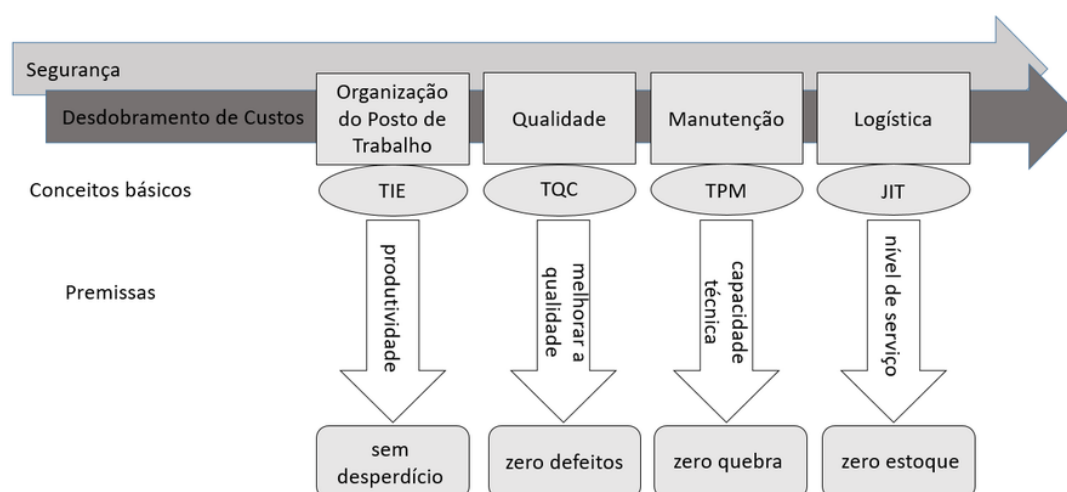 Segurança
Desdobramento de Custos
Organização
do Posto de
Trabalho
Qualidade
Manutenção
Logística
Conceitos básicos
TIE
TQC
TPM
JIT
Premissas
produtividade
melhorar a
qualidade
capacidade
técnica
nível de serviço
sem
desperdício
zero defeitos
zero quebra
zero estoque